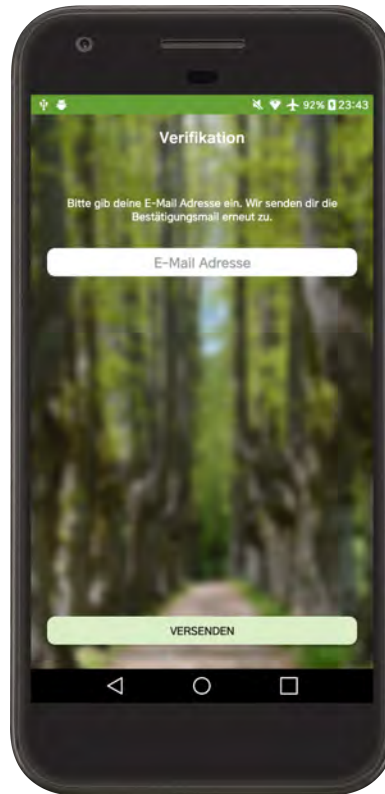 92% 23:43
Verifikation
Bitte gib deine E-Mail Adresse ein. Wir senden dir die
Bestätigungsmail erneut zu.
E-Mail Adresse
VERSENDEN